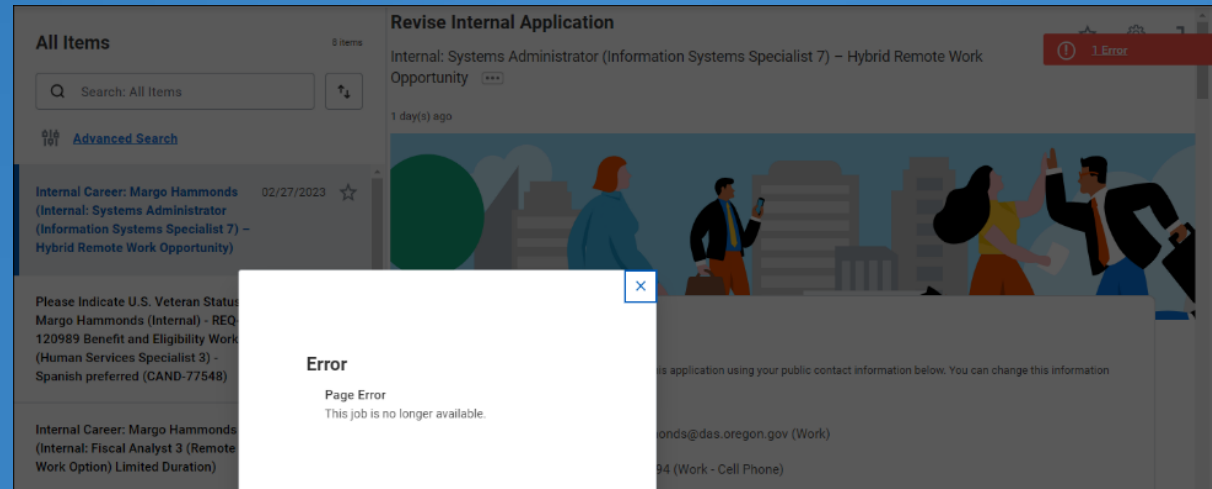 All Items
6 items
Search: All Items
Advanced Search
Internal Career: Margo Hammonds
(Internal: Systems Administrator
(Information Systems Specialist 7) –
Hybrid Remote Work Opportunity)
02/27/2023
Please Indicate U.S. Veteran Status
Margo Hammonds (Internal) - REQ-
120989 Benefit and Eligibility Work
(Human Services Specialist 3) -
Spanish preferred (CAND-77548)
Internal Career: Margo Hammonds
(Internal: Fiscal Analyst 3 (Remote
Work Option) Limited Duration)
Revise Internal Application
Internal: Systems Administrator (Information Systems Specialist 7) – Hybrid Remote Work
Opportunity
1 day(s) ago
1 Error
Error
Page Error
This job is no longer available.
is application using your public contact information below. You can change this information
onds@das.oregon.gov (Work)
94 (Work - Cell Phone)